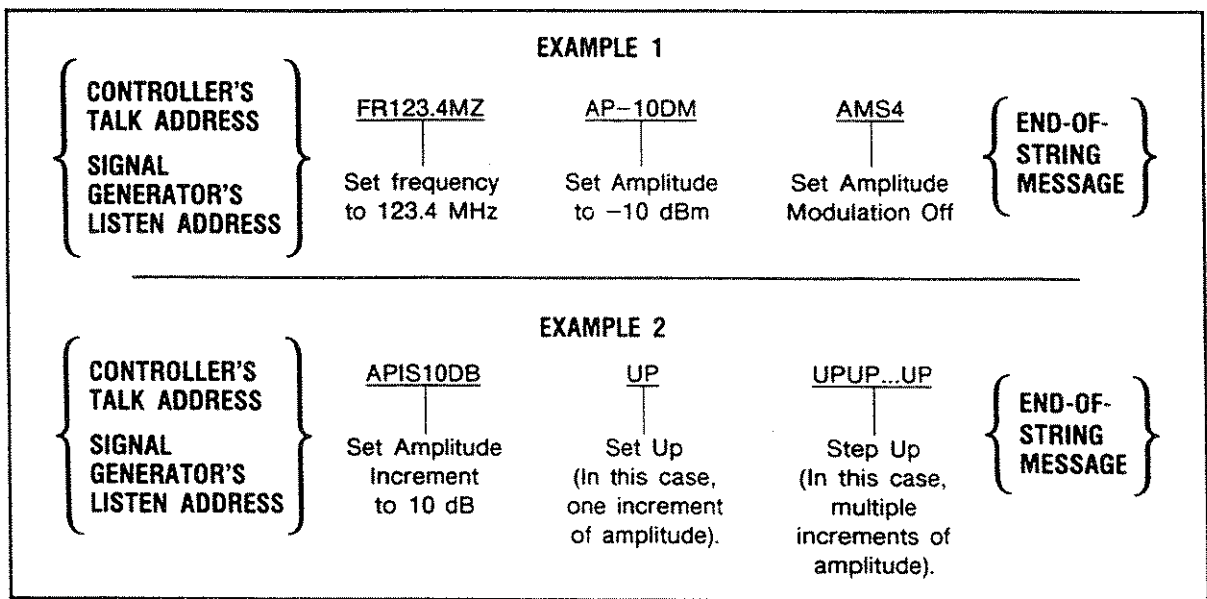 EXAMPLE 1
CONTROLLER'S
TALK ADDRESS
SIGNAL
GENERATOR'S
LISTEN ADDRESS
FR123.4MZ
Set frequency
to 123.4 MHz
AP−10DM
Set Amplitude
to −10 dBm
AMS4
Set Amplitude
Modulation Off
END-OF-
STRING
MESSAGE
EXAMPLE 2
CONTROLLER'S
TALK ADDRESS
SIGNAL
GENERATOR'S
LISTEN ADDRESS
APIS10DB
Set Amplitude
Increment
to 10 dB
UP
Set Up
(In this case,
one increment
of amplitude).
UPUP...UP
Step Up
(In this case,
multiple
increments of
amplitude).
END-OF-
STRING
MESSAGE